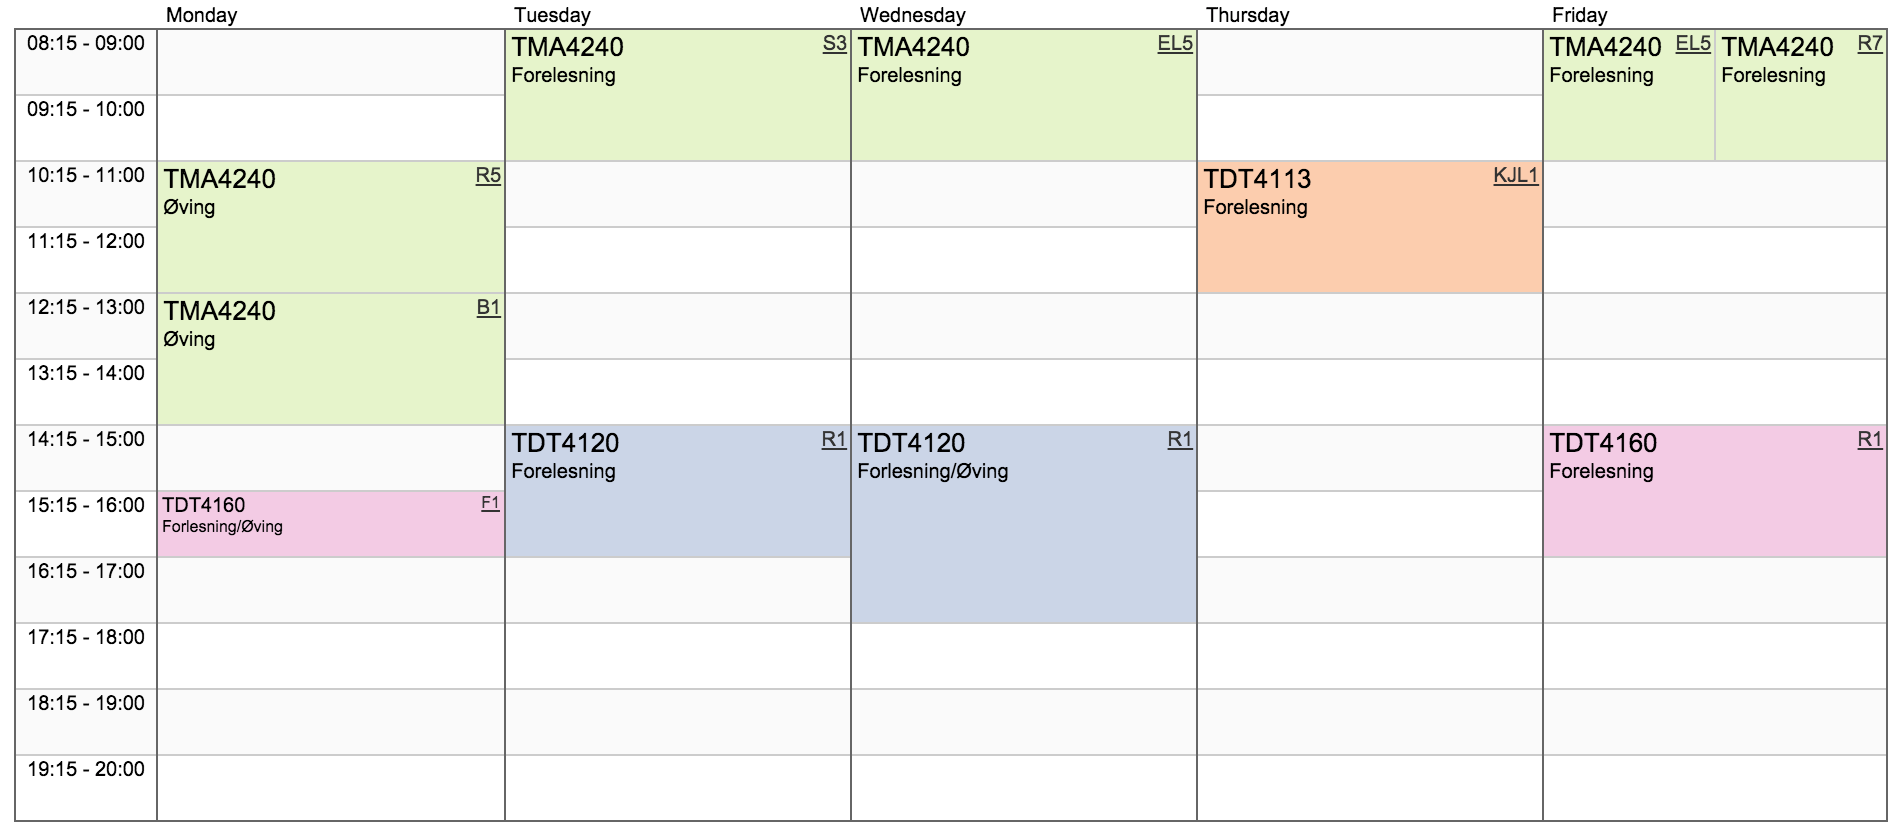 Monday Tuesday Wednesday Thursday Friday
08:15 - 09:00 TMA4240 S3 TMA4240 EL5 TMA4240 EL5 TMA4240 R7
Forelesning Forelesning Forelesning Forelesning
09:15 - 10:00
10:15 - 11:00 TMA4240 R5 TDT4113 KJL1
Øving Forelesning
11:15 - 12:00
12:15 - 13:00 TMA4240 B1
Øving
13:15 - 14:00
14:15 - 15:00 TDT4120 R1 TDT4120 R1 TDT4160 R1
Forelesning Forlesning/Øving Forelesning
15:15 - 16:00 TDT4160 F1
Forlesning/Øving
16:15 - 17:00
17:15 - 18:00
18:15 - 19:00
19:15 - 20:00